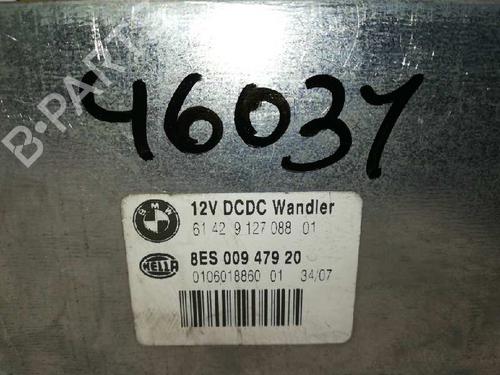 B-PARTS
46031
BMW
12V DCDC Wandler
61 42 9 127 088 01
HELLA
8ES 009 479 20
0106018860 01 34/07